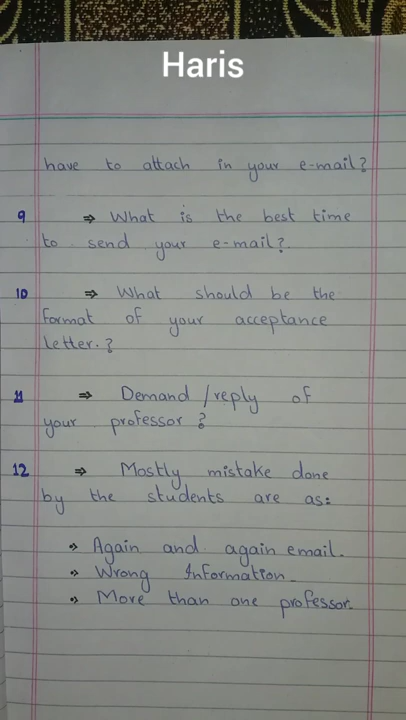 Haris
have to attach in your e-mail?
9 ⇒ What is the best time
to send your e-mail?.
10 ⇒ What should be the
format of your acceptance
letter.?
11 ⇒ Demand/reply of
your professor?
12 ⇒ Mostly mistake done
by the students are as:
Again and again email.
Wrong Information.
More than one professor.